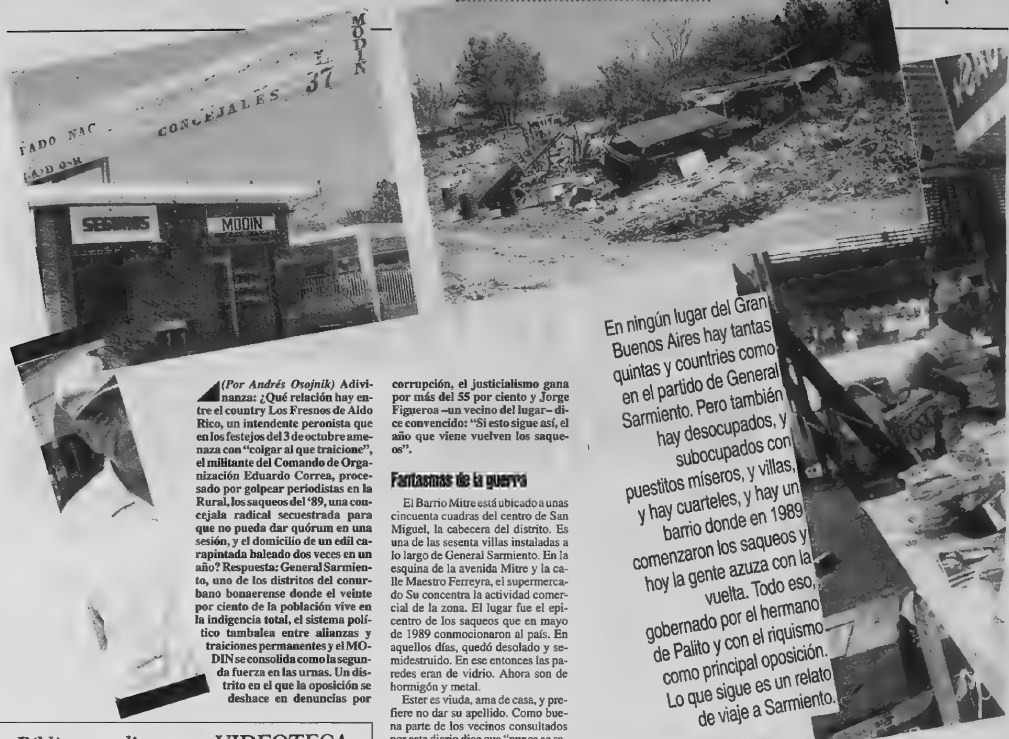 MODIN
37
CONCEJALES
TADO NAC
SEGUROS
MODIN
(Por Andrés Osojnik) Adivi-
nanza: ¿Qué relación hay en-
tre el country Los Fresnos de Aldo
Rico, un intendente peronista que
en los festejos del 3 de octubre ame-
naza con “colgar al que traicione”,
el militante del Comando de Orga-
nización Eduardo Correa, proce-
sado por golpear periodistas en la
Rural, los saqueos del ’89, una con-
cejala radical secuestrada para
que no pueda dar quórum en una
sesión, y el domicilio de un edil ca-
rapintada baleado dos veces en un
año? Respuesta: General Sarmien-
to, uno de los distritos del conur-
bano bonaerense donde el veinte
por ciento de la población vive en
la indigencia total, el sistema polí-
tico tambalea entre alianzas y
traiciones permanentes y el MO-
DIN se consolida como la segun-
da fuerza en las urnas. Un dis-
trito en el que la oposición se
deshace en denuncias por
corrupción, el justicialismo gana
por más del 55 por ciento y Jorge
Figueroa –un vecino del lugar– di-
ce convencido: “Si esto sigue así, el
año que viene vuelven los saque-
os”.
Fantasmas de la guerra
El Barrio Mitre está ubicado a unas
cincuenta cuadras del centro de San
Miguel, la cabecera del distrito. Es
una de las sesenta villas instaladas a
lo largo de General Sarmiento. En la
esquina de la avenida Mitre y la ca-
lle Maestro Ferreyra, el supermerca-
do Su concentra la actividad comer-
cial de la zona. El lugar fue el epi-
centro de los saqueos que en mayo
de 1989 conmocionaron al país. En
aquellos días, quedó desolado y se-
midestruido. En ese entonces las pa-
redes eran de vidrio. Ahora son de
hormigón y metal.
Ester es viuda, ama de casa, y pre-
fiere no dar su apellido. Como bue-
na parte de los vecinos consultados
En ningún lugar del Gran
Buenos Aires hay tantas
quintas y countries como
en el partido de General
Sarmiento. Pero también
hay desocupados, y
subocupados con
puestitos míseros, y villas,
y hay cuarteles, y hay un
barrio donde en 1989
comenzaron los saqueos y
hoy la gente azuza con la
vuelta. Todo eso,
gobernado por el hermano
de Palito y con el riquismo
como principal oposición.
Lo que sigue es un relato
de viaje a Sarmiento.
VIDEOTECA